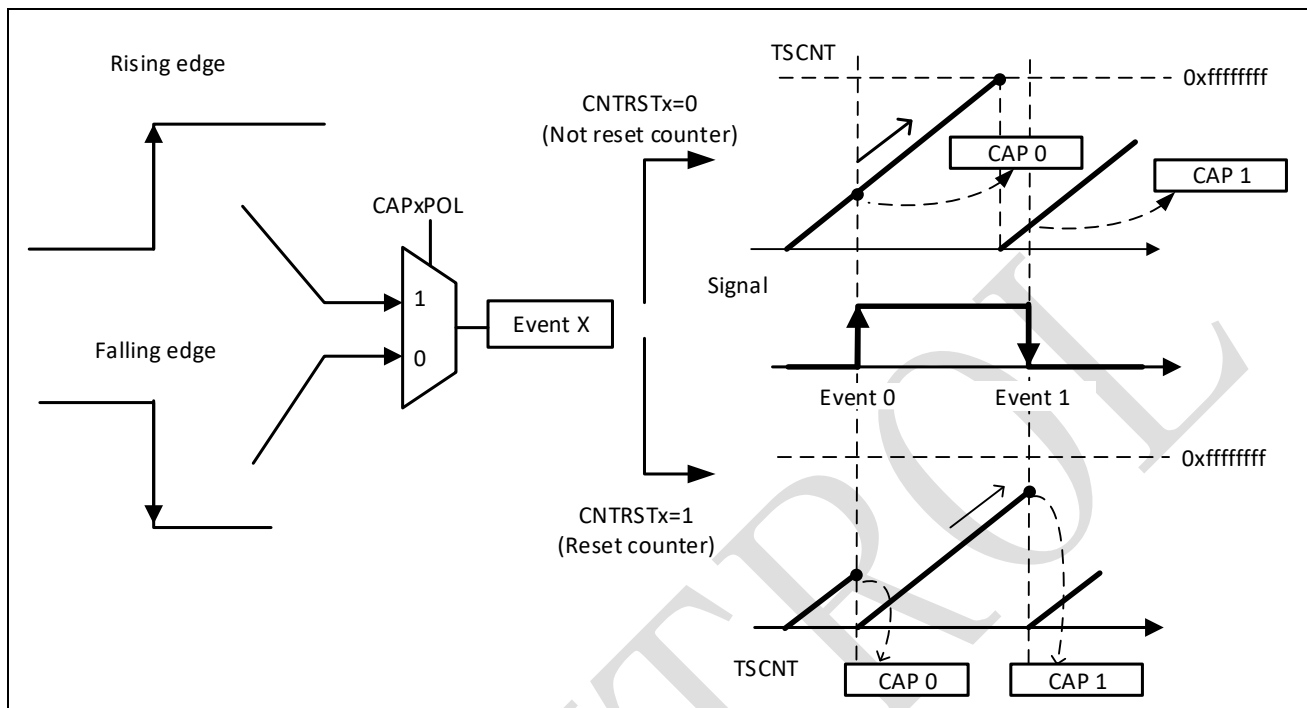 Rising edge
Falling edge
CAPxPOL
1
0
Event X
CNTRSTx=0
(Not reset counter)
CNTRSTx=1
(Reset counter)
TSCNT
0xffffffff
CAP 0
CAP 1
Signal
Event 0
Event 1
0xffffffff
TSCNT
CAP 0
CAP 1
TROL